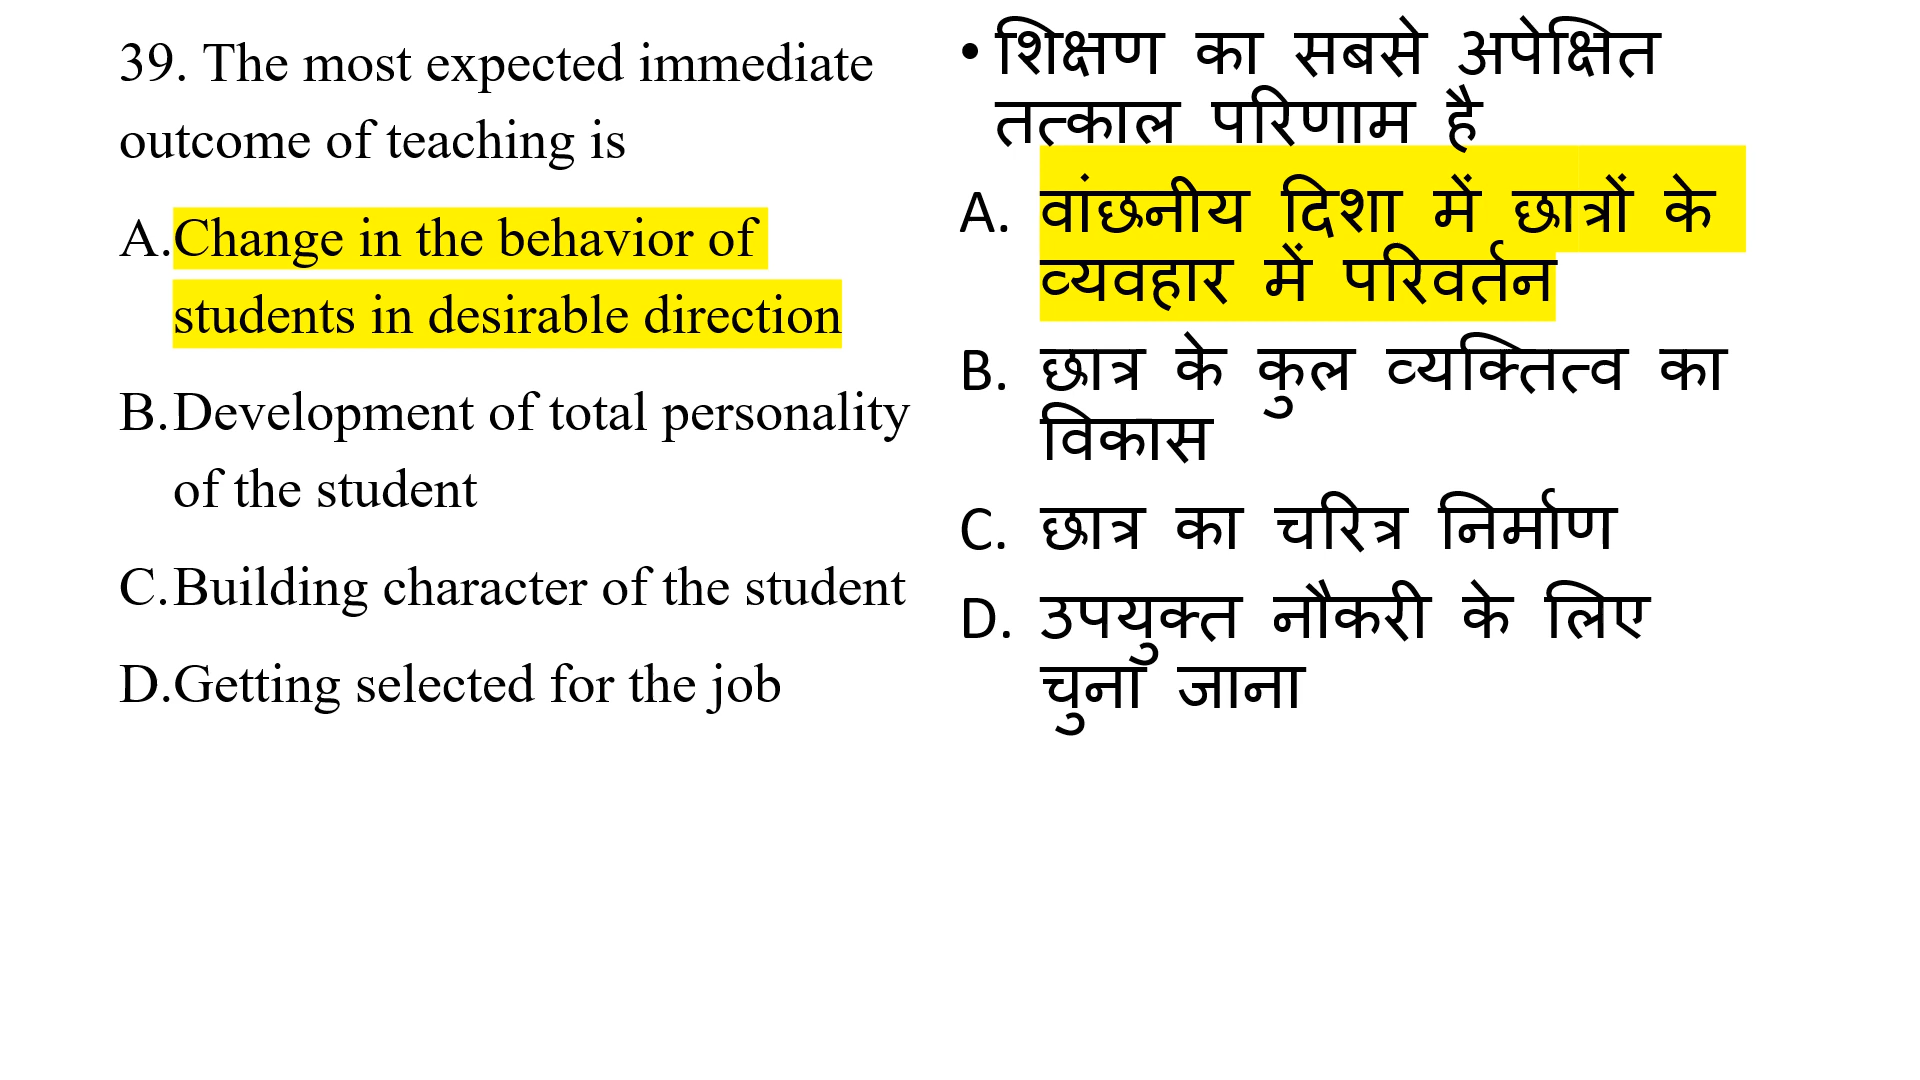 39. The most expected immediate
outcome of teaching is
A. Change in the behavior of
students in desirable direction
B. Development of total personality
of the student
C. Building character of the student
D. Getting selected for the job
• शिक्षण का सबसे अपेक्षित
तत्काल परिणाम है
A. वांछनीय दिशा में छात्रों के
व्यवहार में परिवर्तन
B. छात्र के कुल व्यक्तित्व का
विकास
C. छात्र का चरित्र निर्माण
D. उपयुक्त नौकरी के लिए
चुना जाना